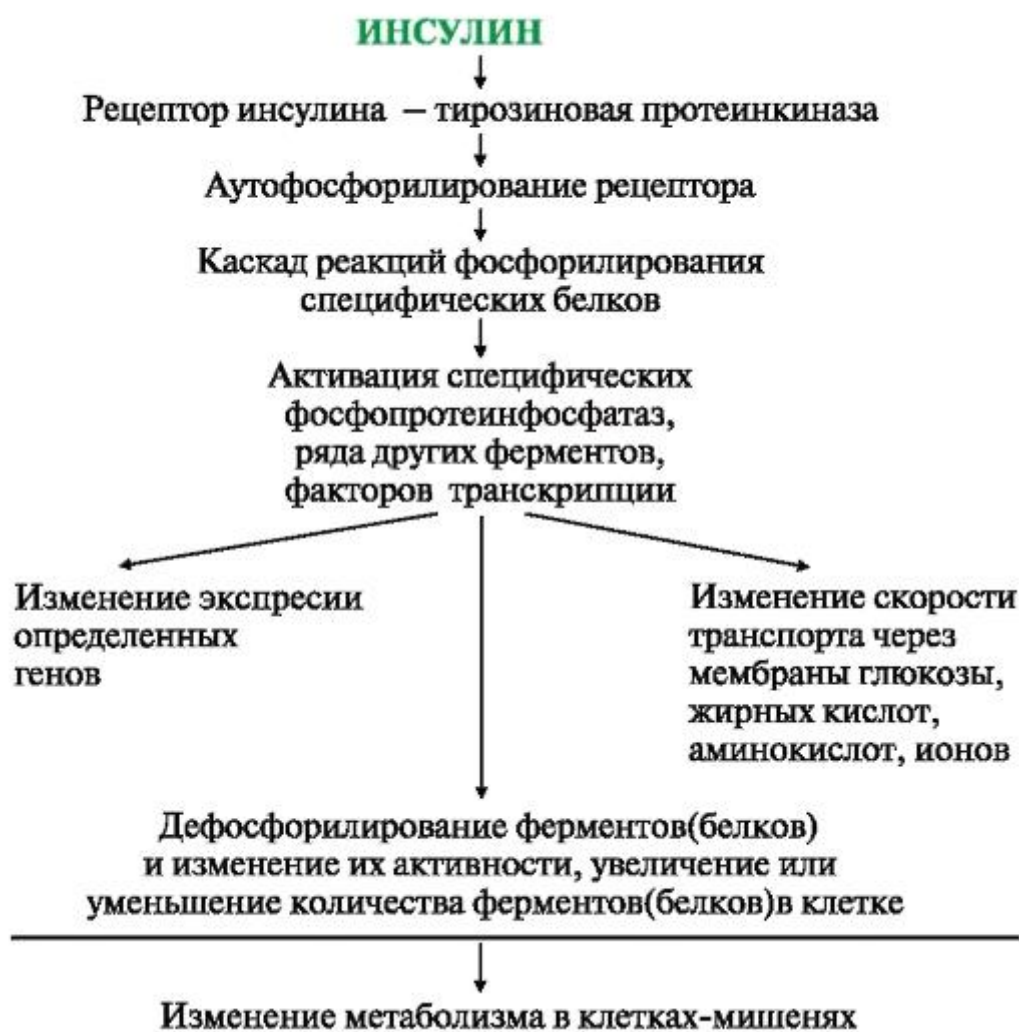 ИНСУЛИН
Рецептор инсулина – тирозиновая протеинкиназа
Аутофосфорилирование рецептора
Каскад реакций фосфорилирования
специфических белков
Активация специфических
фосфопротеинфосфатаз,
ряда других ферментов,
факторов транскрипции
Изменение экспресии
определенных
генов
Изменение скорости
транспорта через
мембраны глюкозы,
жирных кислот,
аминокислот, ионов
Дефосфорилирование ферментов(белков)
и изменение их активности, увеличение или
уменьшение количества ферментов(белков)в клетке
Изменение метаболизма в клетках-мишенях